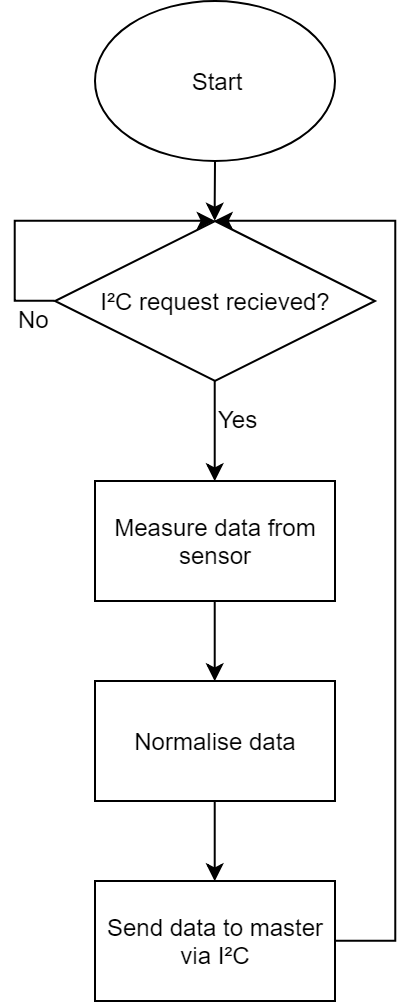 Start
I²C request recieved?
No
Yes
Measure data from
sensor
Normalise data
Send data to master
via I²C